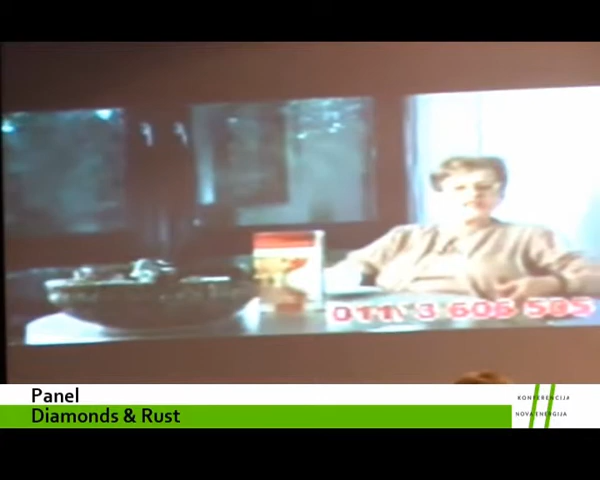 011\ 3 606 505
Panel
Diamonds & Rust
KONFERENCIJA
NOVA ENERGIJA